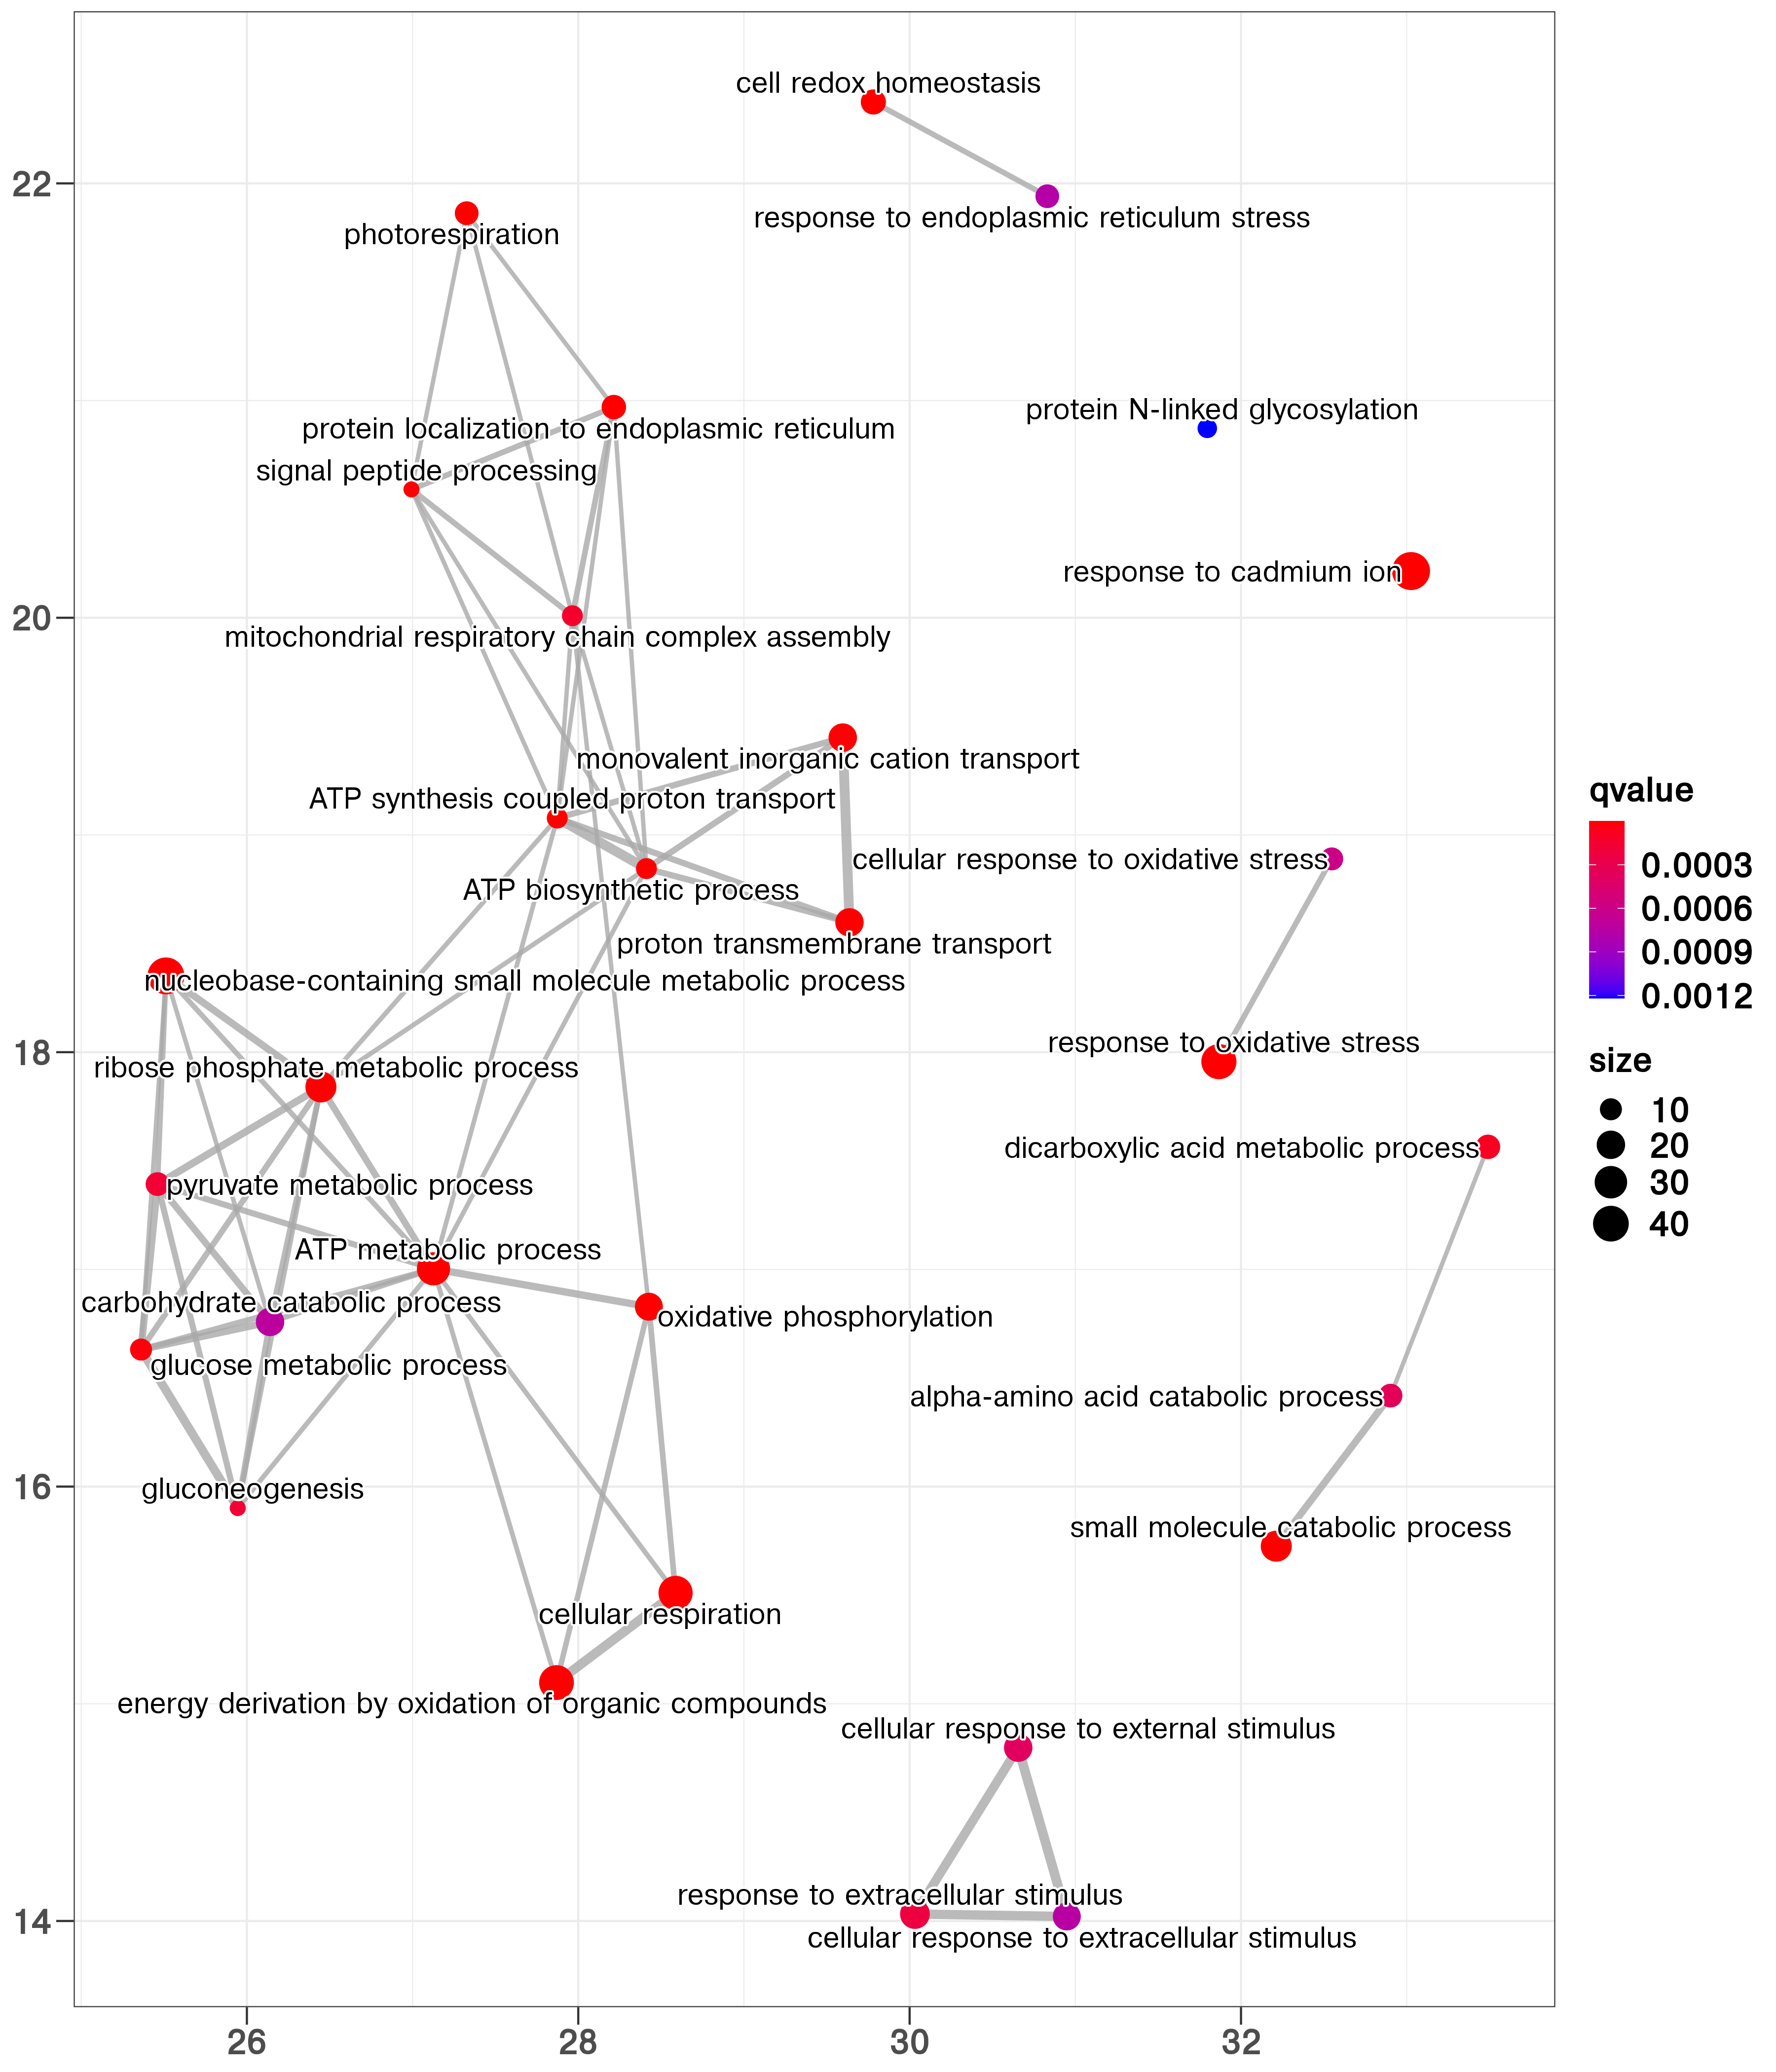 cell redox homeostasis
22
response to endoplasmic reticulum stress
photorespiration
protein N-linked glycosylation
protein localization to endoplasmic reticulum
signal peptide processing
response to cadmium ion
20
mitochondrial respiratory chain complex assembly
monovalent inorganic cation transport
ATP synthesis coupled proton transport
cellular response to oxidative stress
ATP biosynthetic process
proton transmembrane transport
nucleobase-containing small molecule metabolic process
response to oxidative stress
18
ribose phosphate metabolic process
dicarboxylic acid metabolic process
pyruvate metabolic process
ATP metabolic process
carbohydrate catabolic process
oxidative phosphorylation
glucose metabolic process
alpha-amino acid catabolic process
16
gluconeogenesis
small molecule catabolic process
cellular respiration
energy derivation by oxidation of organic compounds
cellular response to external stimulus
response to extracellular stimulus
14
cellular response to extracellular stimulus
26
28
30
32
qvalue
0.0003
0.0006
0.0009
0.0012
size
10
20
30
40